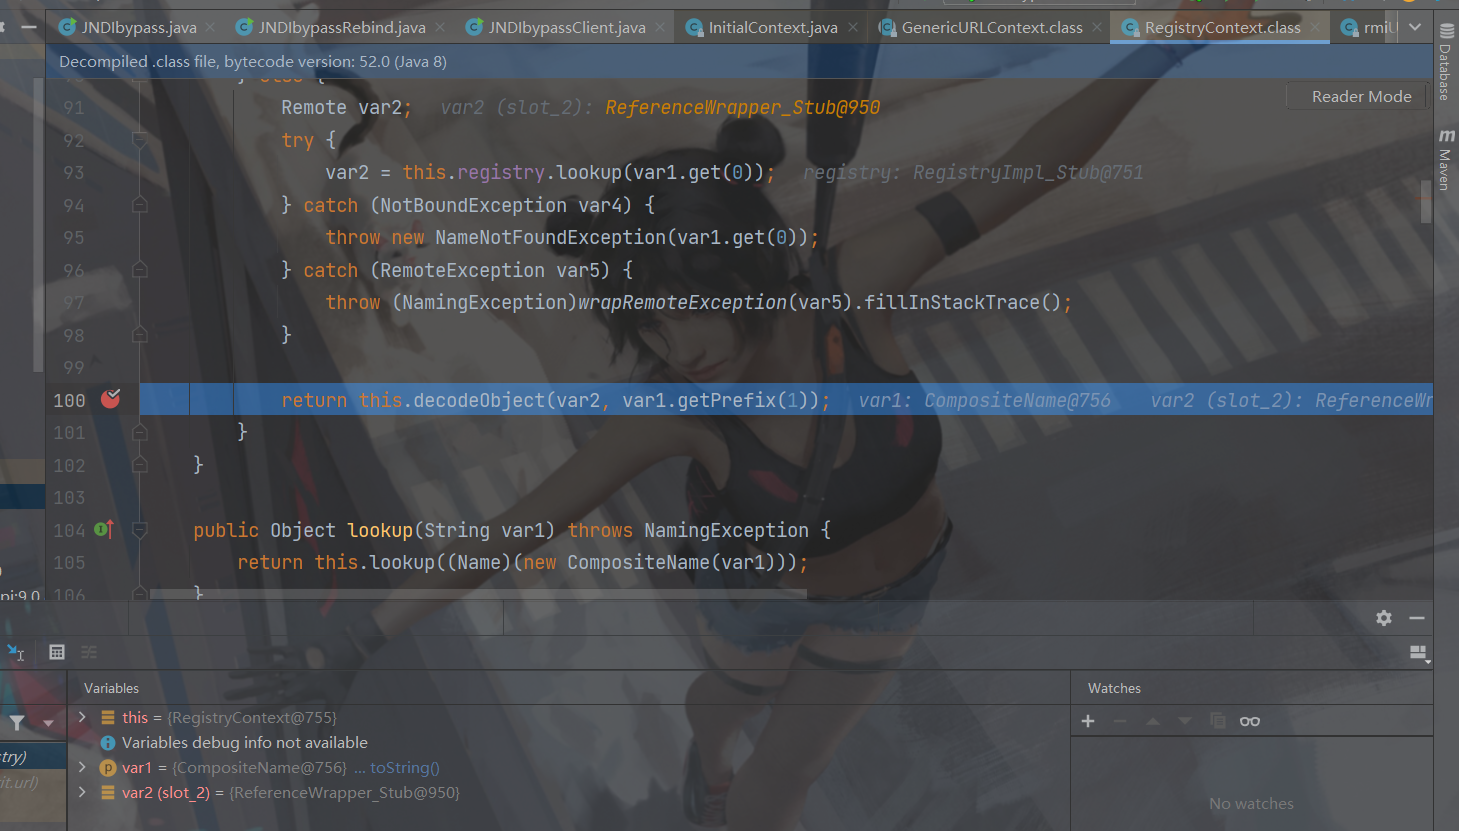 JNDIbypass.java
JNDIbypassRebind.java
JNDIbypassClient.java
InitialContext.java
GenericURLContext.class
RegistryContext.class
Decompiled .class file, bytecode version: 52.0 (Java 8)
Reader Mode
Database
Maven
91 Remote var2; var2 (slot_2): ReferenceWrapper_Stub@950
92 try {
93 var2 = this.registry.lookup(var1.get(0)); registry: RegistryImpl_Stub@751
94 } catch (NotBoundException var4) {
95 throw new NameNotFoundException(var1.get(0));
96 } catch (RemoteException var5) {
97 throw (NamingException)wrapRemoteException(var5).fillInStackTrace();
98 }
99
100 return this.decodeObject(var2, var1.getPrefix(1)); var1: CompositeName@756 var2 (slot_2): ReferenceWr
101 }
102 }
103
104 public Object lookup(String var1) throws NamingException {
105 return this.lookup((Name)(new CompositeName(var1)));
106 }
pi:9.0
Variables
this = {RegistryContext@755}
Variables debug info not available
var1 = {CompositeName@756} ... toString()
var2 (slot_2) = {ReferenceWrapper_Stub@950}
stry)
it.url)
Watches
No watches